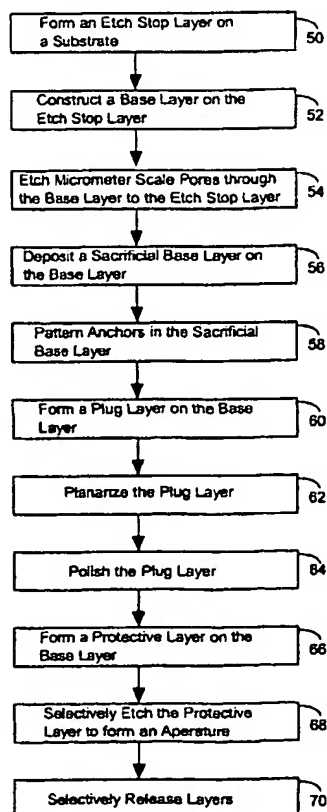 Form an Etch Stop Layer on
a Substrate
50
Construct a Base Layer on the
Etch Stop Layer
52
Etch Micrometer Scale Pores through
the Base Layer to the Etch Stop Layer
54
Deposit a Sacrificial Base Layer on
the Base Layer
56
Pattern Anchors in the Sacrificial
Base Layer
58
Form a Plug Layer on the Base
Layer
60
Planarize the Plug Layer
62
Polish the Plug Layer
64
Form a Protective Layer on the
Base Layer
66
Selectively Etch the Protective
Layer to form an Aperature
68
Selectively Release Layers
70